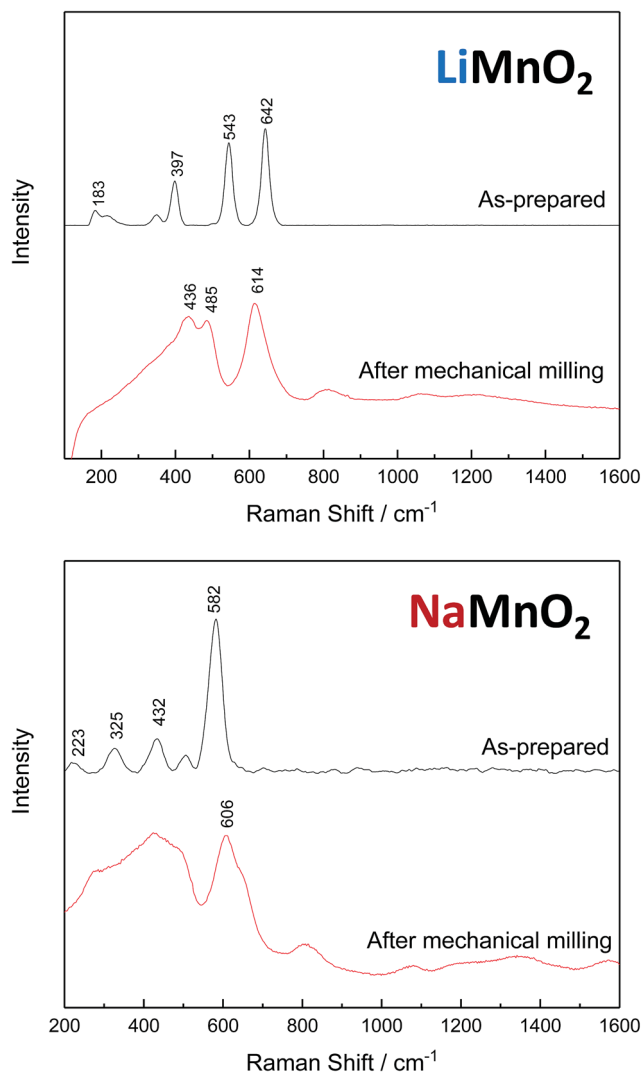 LiMnO₂
642
543
397
183
As-prepared
Intensity
614
436
485
After mechanical milling
200 400 600 800 1000 1200 1400 1600
Raman Shift / cm⁻¹
NaMnO₂
582
432
325
223
As-prepared
Intensity
606
After mechanical milling
200 400 600 800 1000 1200 1400 1600
Raman Shift / cm⁻¹